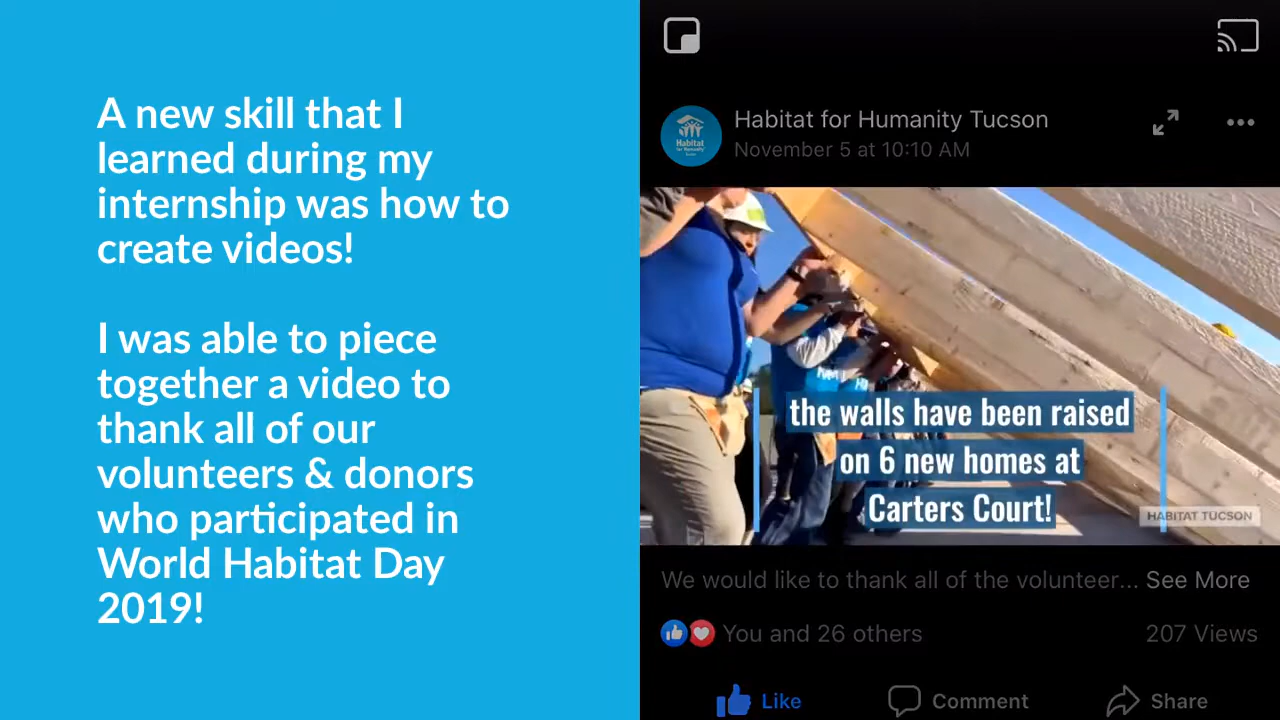 A new skill that I
learned during my
internship was how to
create videos!
I was able to piece
together a video to
thank all of our
volunteers & donors
who participated in
World Habitat Day
2019!
Habitat for Humanity Tucson
November 5 at 10:10 AM
Habitat
for Humanity
the walls have been raised
on 6 new homes at
Carters Court!
HABITAT TUCSON
We would like to thank all of the volunteer... See More
You and 26 others 207 Views
Like Comment Share